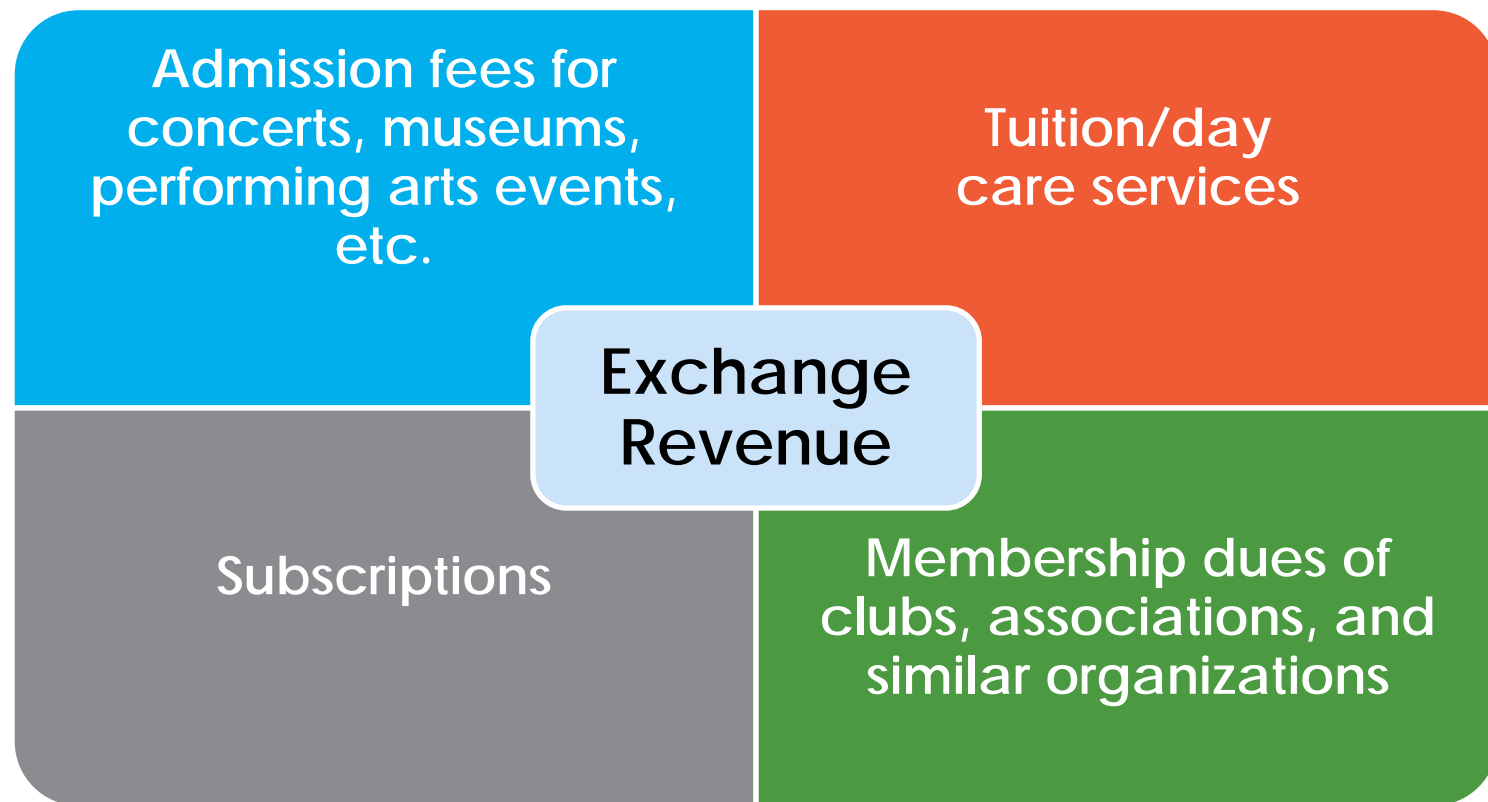 Admission fees for
concerts, museums,
performing arts events,
etc.
Tuition/day
care services
Exchange
Revenue
Subscriptions
Membership dues of
clubs, associations, and
similar organizations